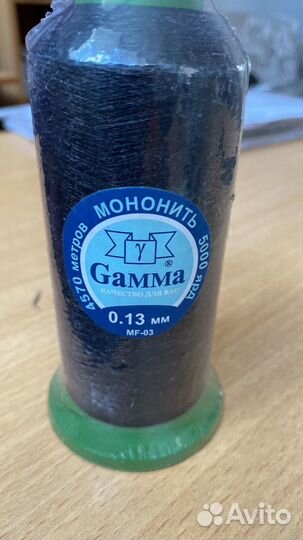 МОНОНИТЬ
4570 метров
5000 ярд
γ
®
Gamma
КАЧЕСТВО ДЛЯ ВАС
0.13 мм
MF-03
Avito